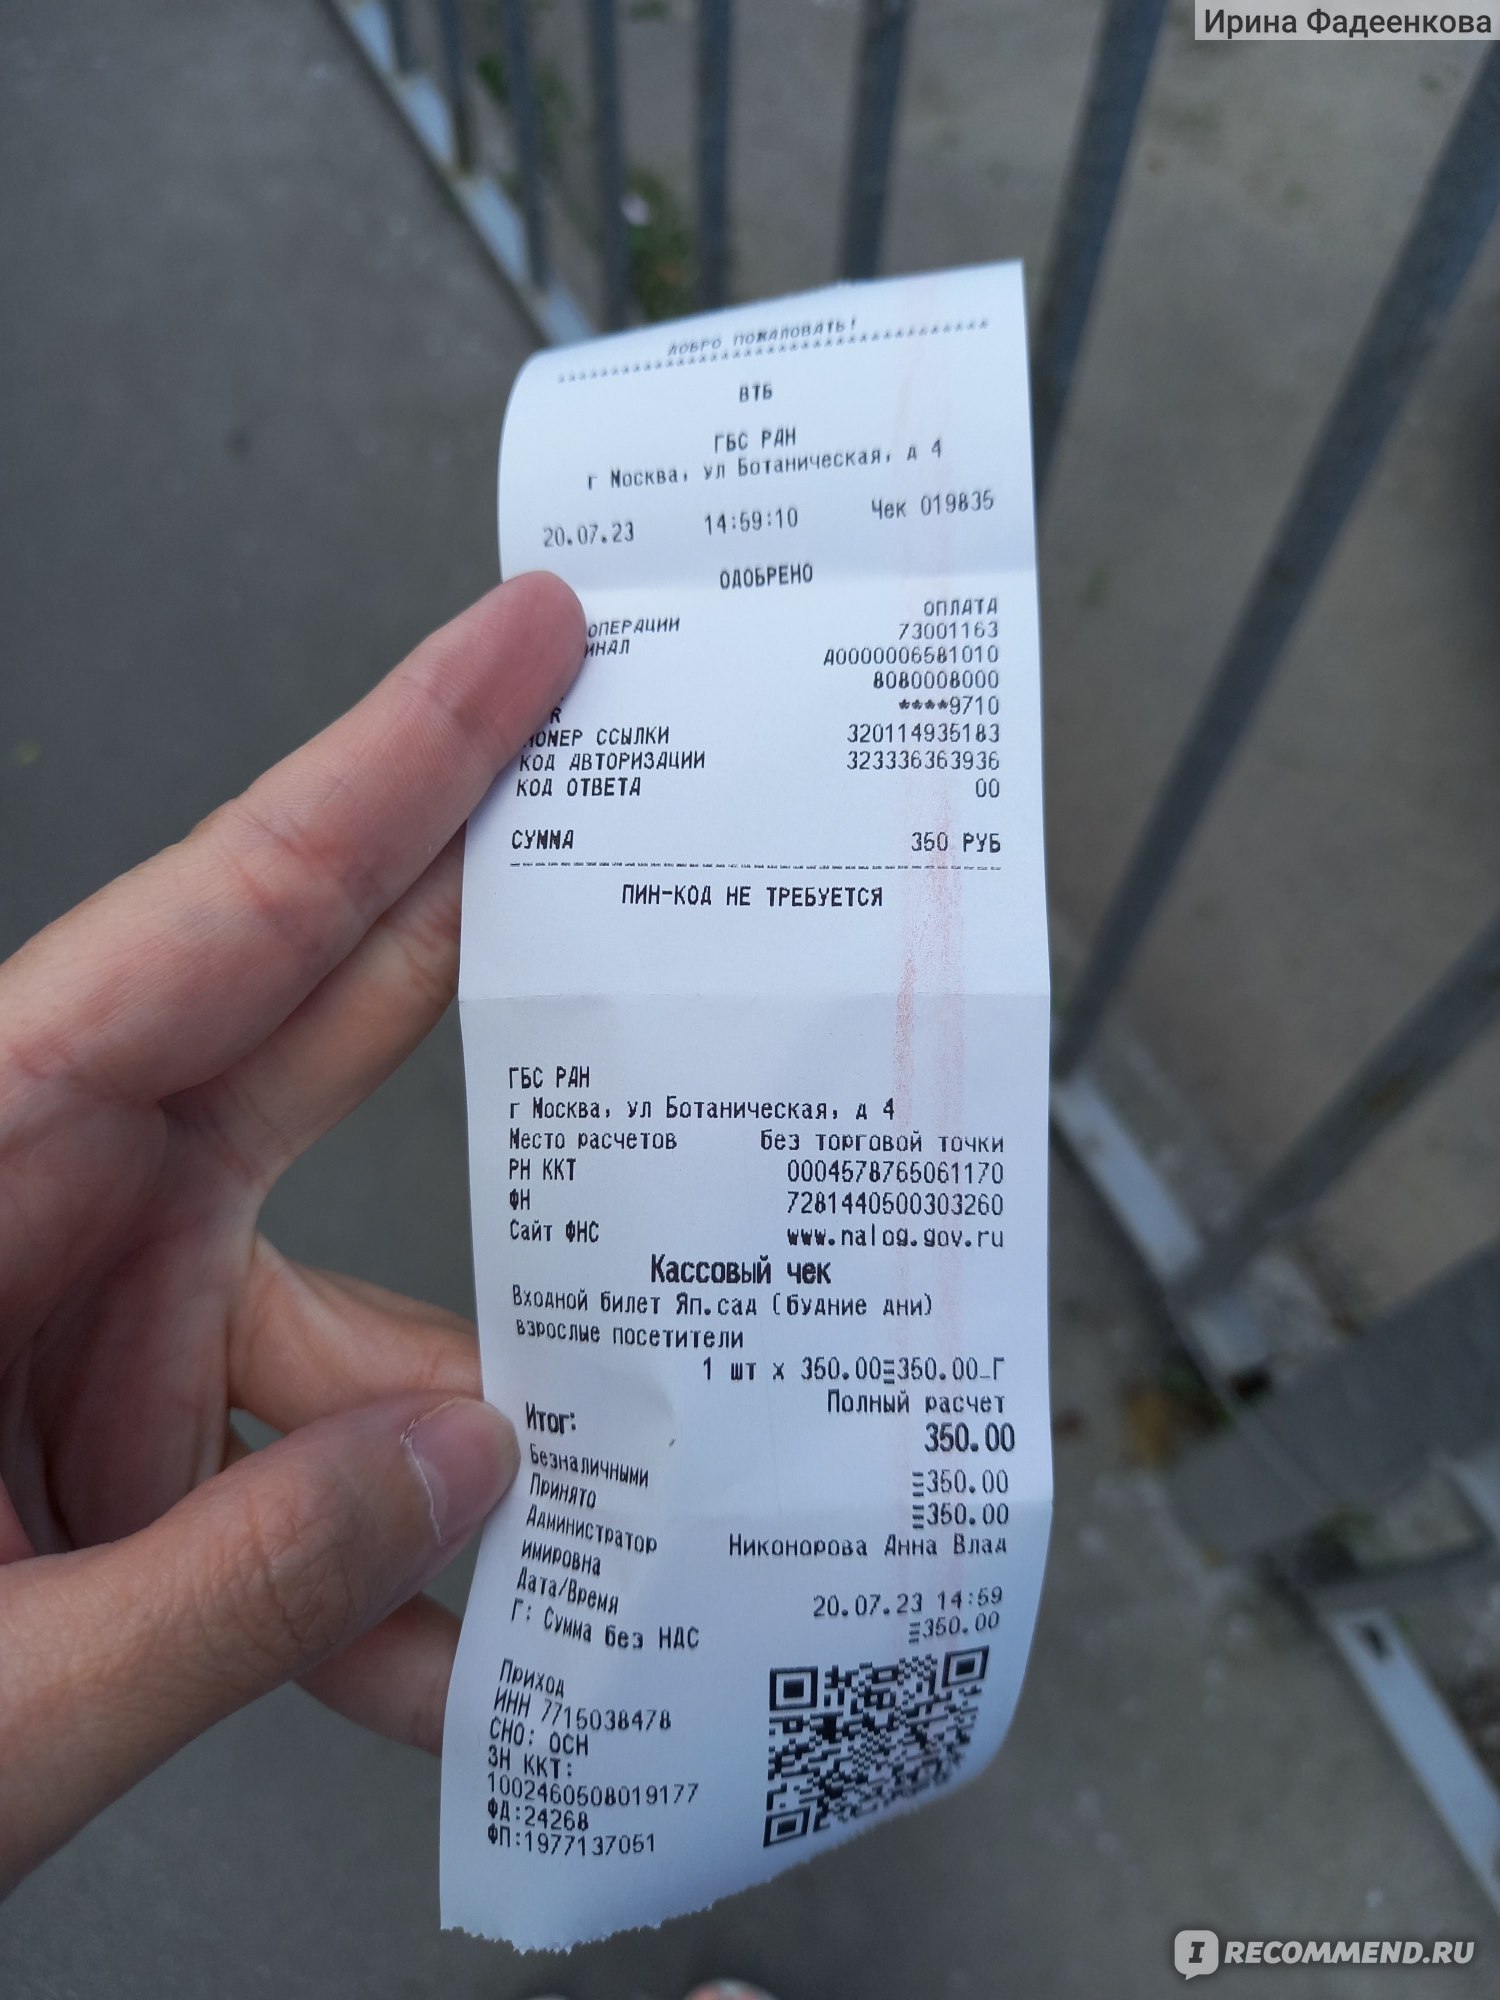 Ирина Фадеенкова
ДОБРО ПОЖАЛОВАТЬ!
ВТБ
ГБС РАН
г Москва, ул Ботаническая, д 4
20.07.23 14:59:10 Чек 019835
ОДОБРЕНО
ОПЛАТА
ОПЕРАЦИИ 73001163
ИНАЛ A0000006581010
8080008000
R ****9710
НОМЕР ССЫЛКИ 320114935183
КОД АВТОРИЗАЦИИ 323336363936
КОД ОТВЕТА 00
СУММА 350 РУБ
ПИН-КОД НЕ ТРЕБУЕТСЯ
ГБС РАН
г Москва, ул Ботаническая, д 4
Место расчетов без торговой точки
РН ККТ 0004578765061170
ФН 7281440500303260
Сайт ФНС www.nalog.gov.ru
Кассовый чек
Входной билет Яп.сад (будние дни)
взрослые посетители
1 шт x 350.00≡350.00_Г
Полный расчет
Итог: 350.00
Безналичными ≡350.00
Принято ≡350.00
Администратор Никонорова Анна Влад
имировна
Дата/Время 20.07.23 14:59
Г: Сумма без НДС ≡350.00
Приход
ИНН 7715038478
СНО: ОСН
ЗН ККТ:
1002460508019177
ФД:24268
ФП:1977137051
IRECOMMEND.RU